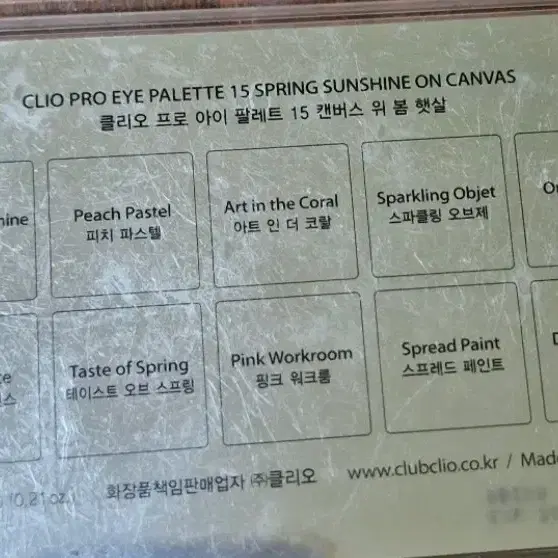 CLIO PRO EYE PALETTE 15 SPRING SUNSHINE ON CANVAS
클리오 프로 아이 팔레트 15 캔버스 위 봄 햇살
Peach Pastel
피치 파스텔
Art in the Coral
아트 인 더 코랄
Sparkling Objet
스파클링 오브제
Taste of Spring
테이스트 오브 스프링
Pink Workroom
핑크 워크룸
Spread Paint
스프레드 페인트
0.21oz.
화장품책임판매업자 ㈜클리오
www.clubclio.co.kr / Made